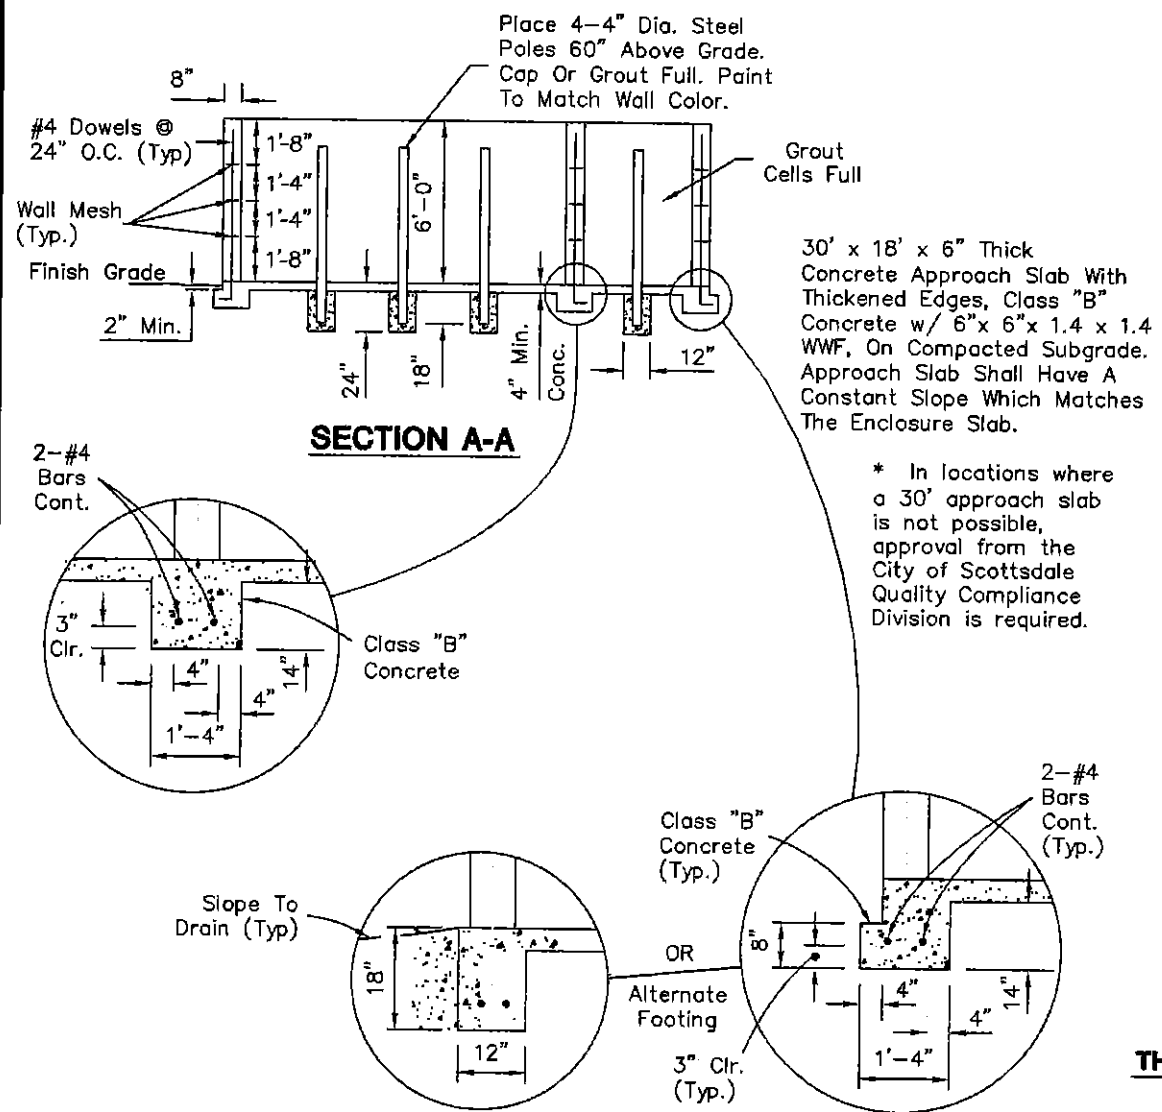 Place 4-4" Dia. Steel
Poles 60" Above Grade.
Cap Or Grout Full. Paint
To Match Wall Color.
8"
#4 Dowels @
24" O.C. (Typ)
Wall Mesh
(Typ.)
Finish Grade
2" Min.
1'-8"
1'-4"
1'-4"
1'-8"
6'-0"
Grout
Cells Full
24"
18"
4" Min.
Conc.
12"
SECTION A-A
30' x 18' x 6" Thick
Concrete Approach Slab With
Thickened Edges, Class "B"
Concrete w/ 6"x 6"x 1.4 x 1.4
WWF, On Compacted Subgrade.
Approach Slab Shall Have A
Constant Slope Which Matches
The Enclosure Slab.
* In locations where
a 30' approach slab
is not possible,
approval from the
City of Scottsdale
Quality Compliance
Division is required.
2-#4
Bars
Cont.
3"
Clr.
4"
4"
14"
1'-4"
Class "B"
Concrete
Slope To
Drain (Typ)
18"
12"
OR
Alternate
Footing
Class "B"
Concrete
(Typ.)
2-#4
Bars
Cont.
(Typ.)
8"
4"
4"
14"
1'-4"
3" Clr.
(Typ.)
TH